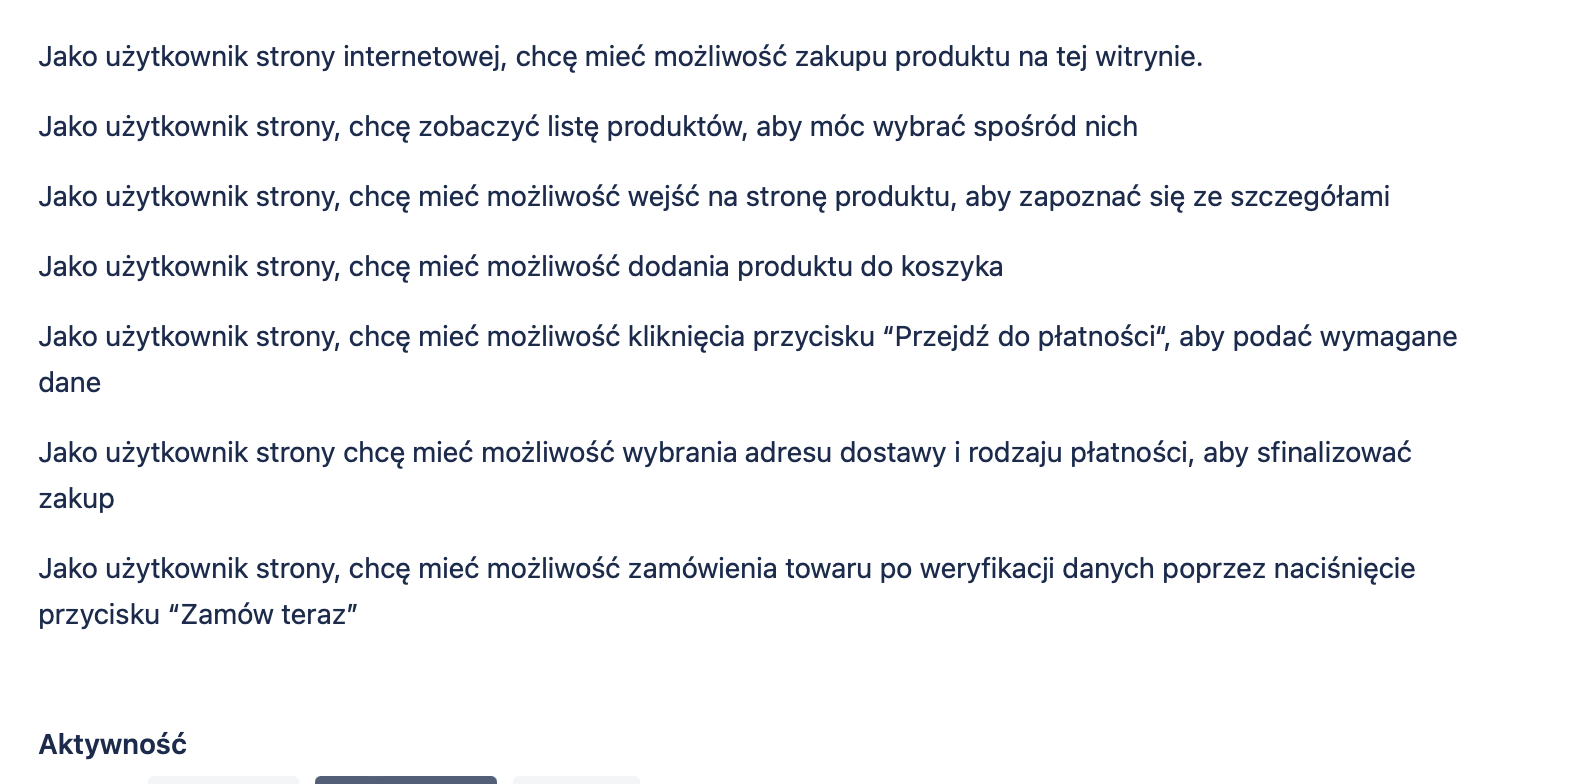 Jako użytkownik strony internetowej, chcę mieć możliwość zakupu produktu na tej witrynie.
Jako użytkownik strony, chcę zobaczyć listę produktów, aby móc wybrać spośród nich
Jako użytkownik strony, chcę mieć możliwość wejść na stronę produktu, aby zapoznać się ze szczegółami
Jako użytkownik strony, chcę mieć możliwość dodania produktu do koszyka
Jako użytkownik strony, chcę mieć możliwość kliknięcia przycisku “Przejdź do płatności“, aby podać wymagane
dane
Jako użytkownik strony chcę mieć możliwość wybrania adresu dostawy i rodzaju płatności, aby sfinalizować
zakup
Jako użytkownik strony, chcę mieć możliwość zamówienia towaru po weryfikacji danych poprzez naciśnięcie
przycisku “Zamów teraz”
Aktywność